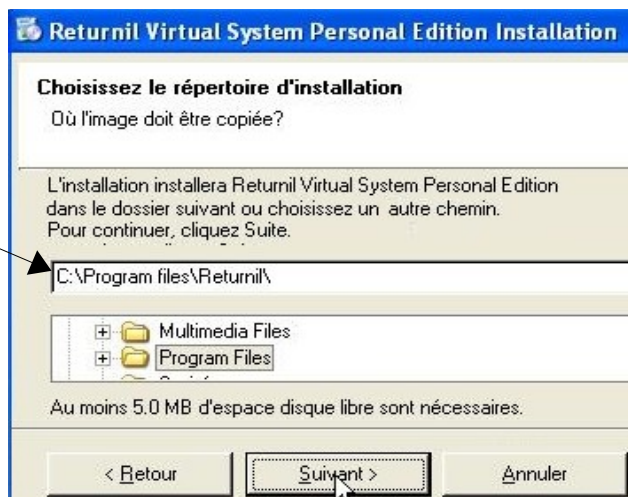 Returnil Virtual System Personal Edition Installation
Choisissez le répertoire d'installation
Où l'image doit être copiée?
L'installation installera Returnil Virtual System Personal Edition
dans le dossier suivant ou choisissez un autre chemin.
Pour continuer, cliquez Suite.
C:\Program files\Returnil\
Multimedia Files
Program Files
Au moins 5.0 MB d'espace disque libre sont nécessaires.
< Retour
Suivant >
Annuler